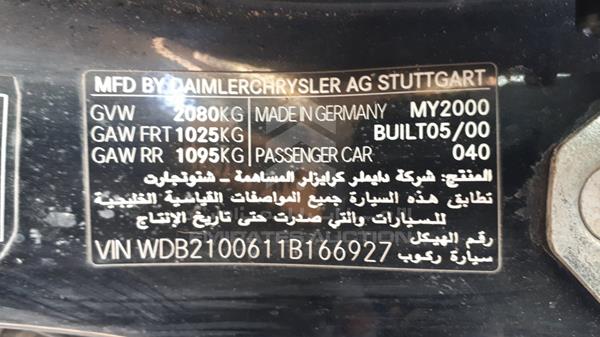 MFD BY DAIMLERCHRYSLER AG STUTTGART
GVW 2080KG MADE IN GERMANY MY2000
GAW FRT 1025KG BUILT05/00
GAW RR 1095KG PASSENGER CAR 040
المنتج: شركة دايملر كرايزلر المساهمة - شتوتجارت
تطابق هذه السيارة جميع المواصفات القياسية الخليجية
للسيارات والتي صدرت حتى تاريخ الإنتاج
رقم الهيكل
VIN WDB2100611B166927
سيارة ركوب
EMIRATES AUCTION